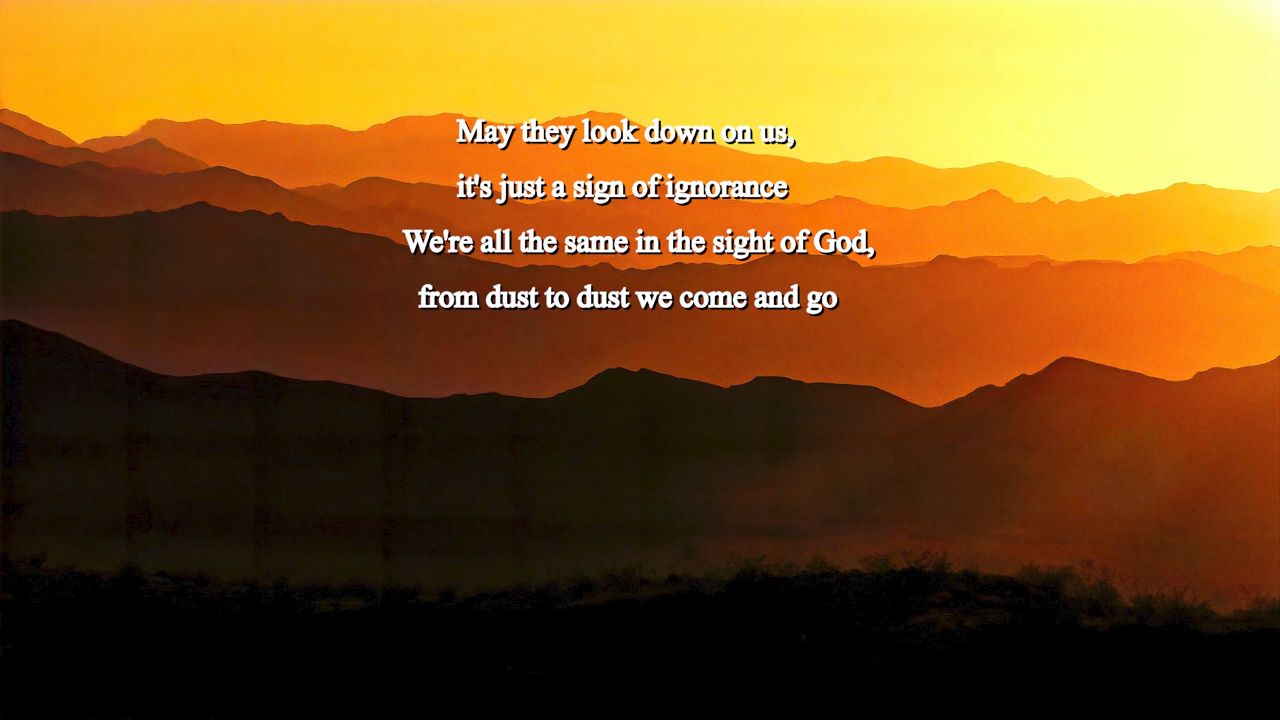 May they look down on us,
it's just a sign of ignorance
We're all the same in the sight of God,
from dust to dust we come and go